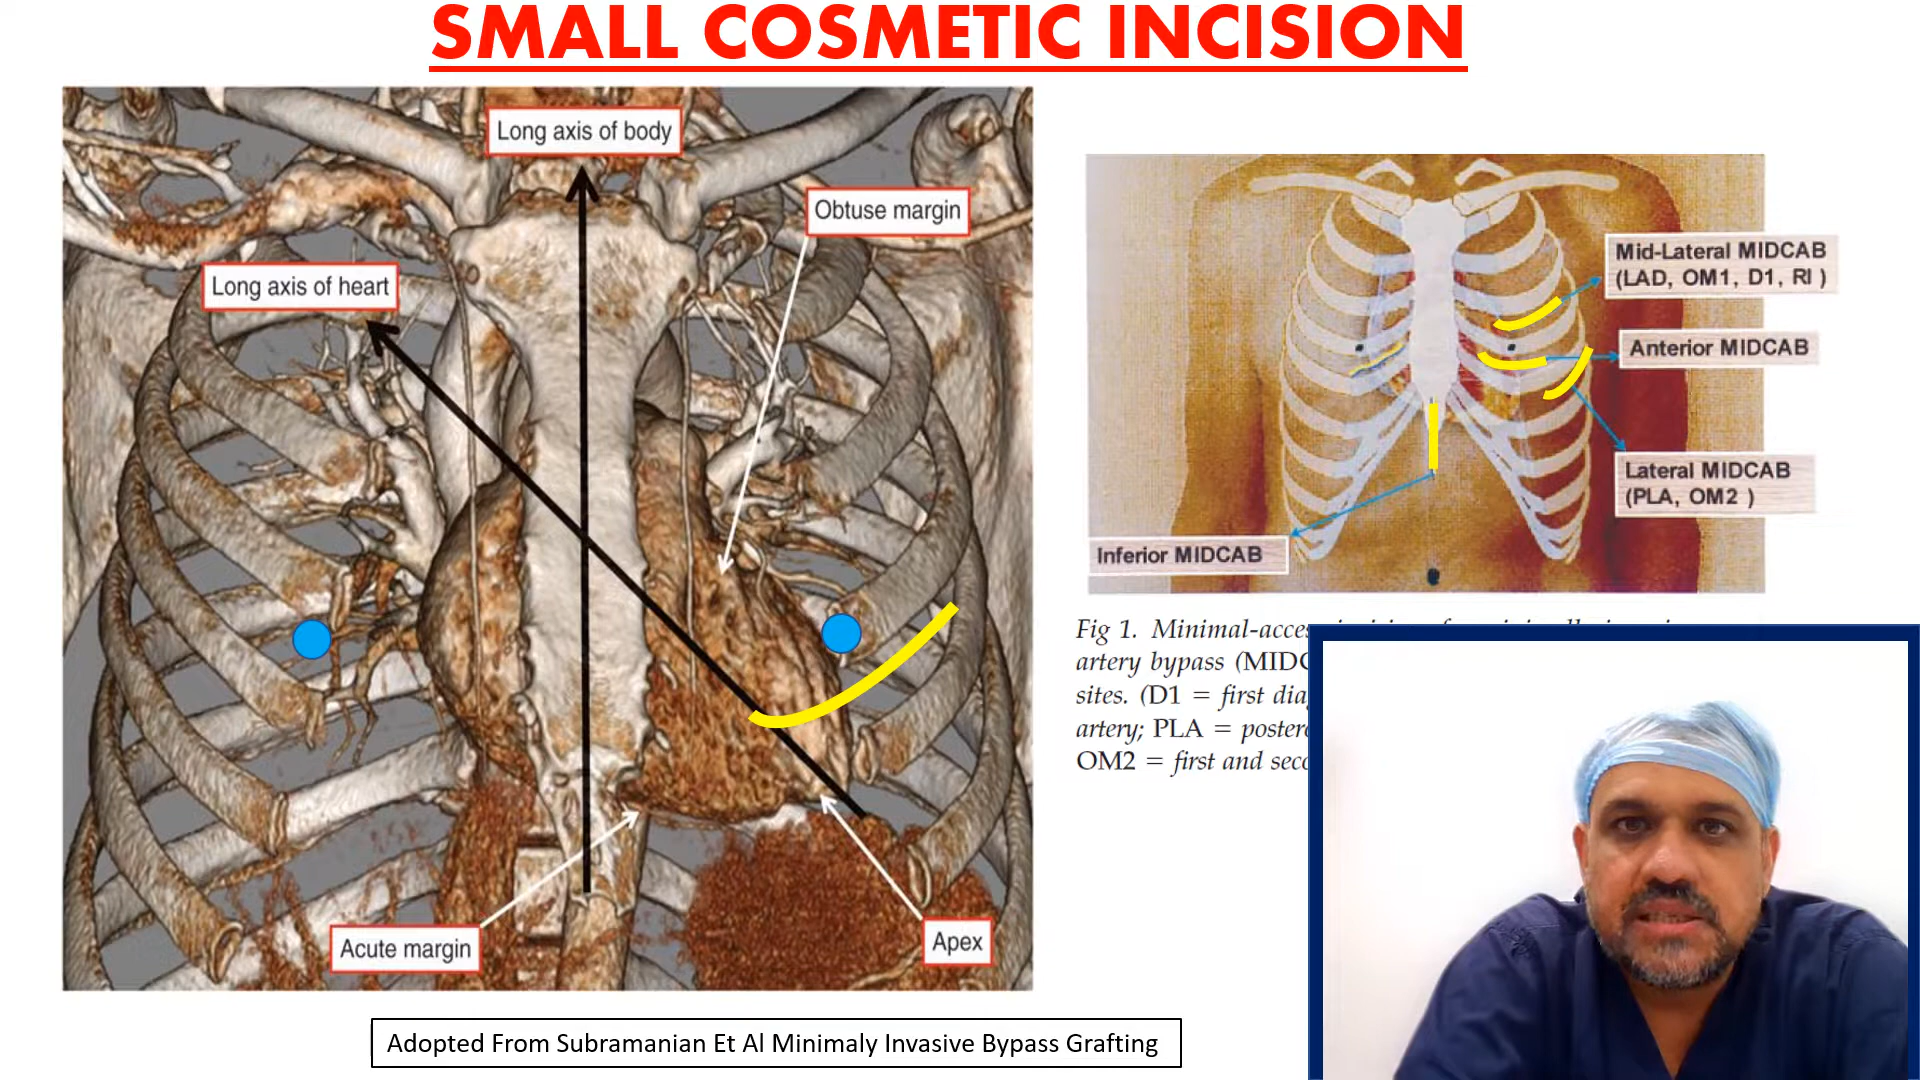 SMALL COSMETIC INCISION
Long axis of body
Obtuse margin
Long axis of heart
Acute margin
Apex
Mid-Lateral MIDCAB
(LAD, OM1, D1, RI )
Anterior MIDCAB
Lateral MIDCAB
(PLA, OM2 )
Inferior MIDCAB
Fig 1. Minimal-acces
artery bypass (MIDC
sites. (D1 = first dia
artery; PLA = poster
OM2 = first and seco
Adopted From Subramanian Et Al Minimaly Invasive Bypass Grafting